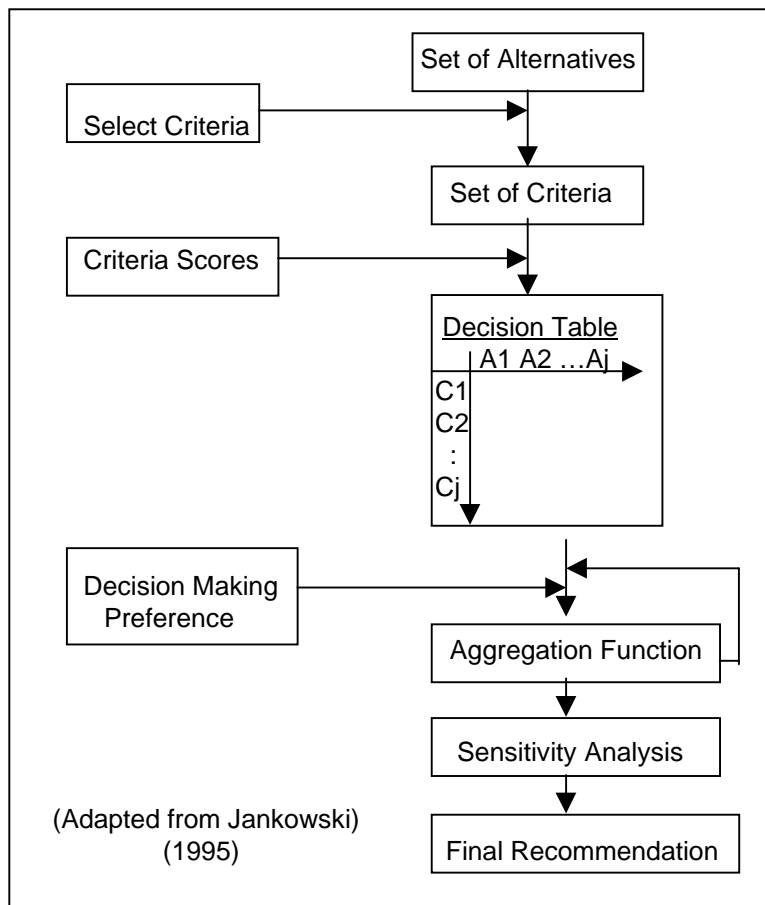 Set of Alternatives
Select Criteria
Set of Criteria
Criteria Scores
Decision Table
A1 A2 …Aj
C1
C2
:
Cj
Decision Making
Preference
Aggregation Function
Sensitivity Analysis
(Adapted from Jankowski)
(1995)
Final Recommendation